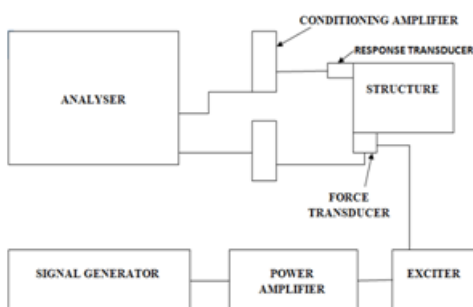 CONDITIONING AMPLIFIER
RESPONSE TRANSDUCER
ANALYSER
STRUCTURE
FORCE
TRANSDUCER
SIGNAL GENERATOR
POWER
AMPLIFIER
EXCITER